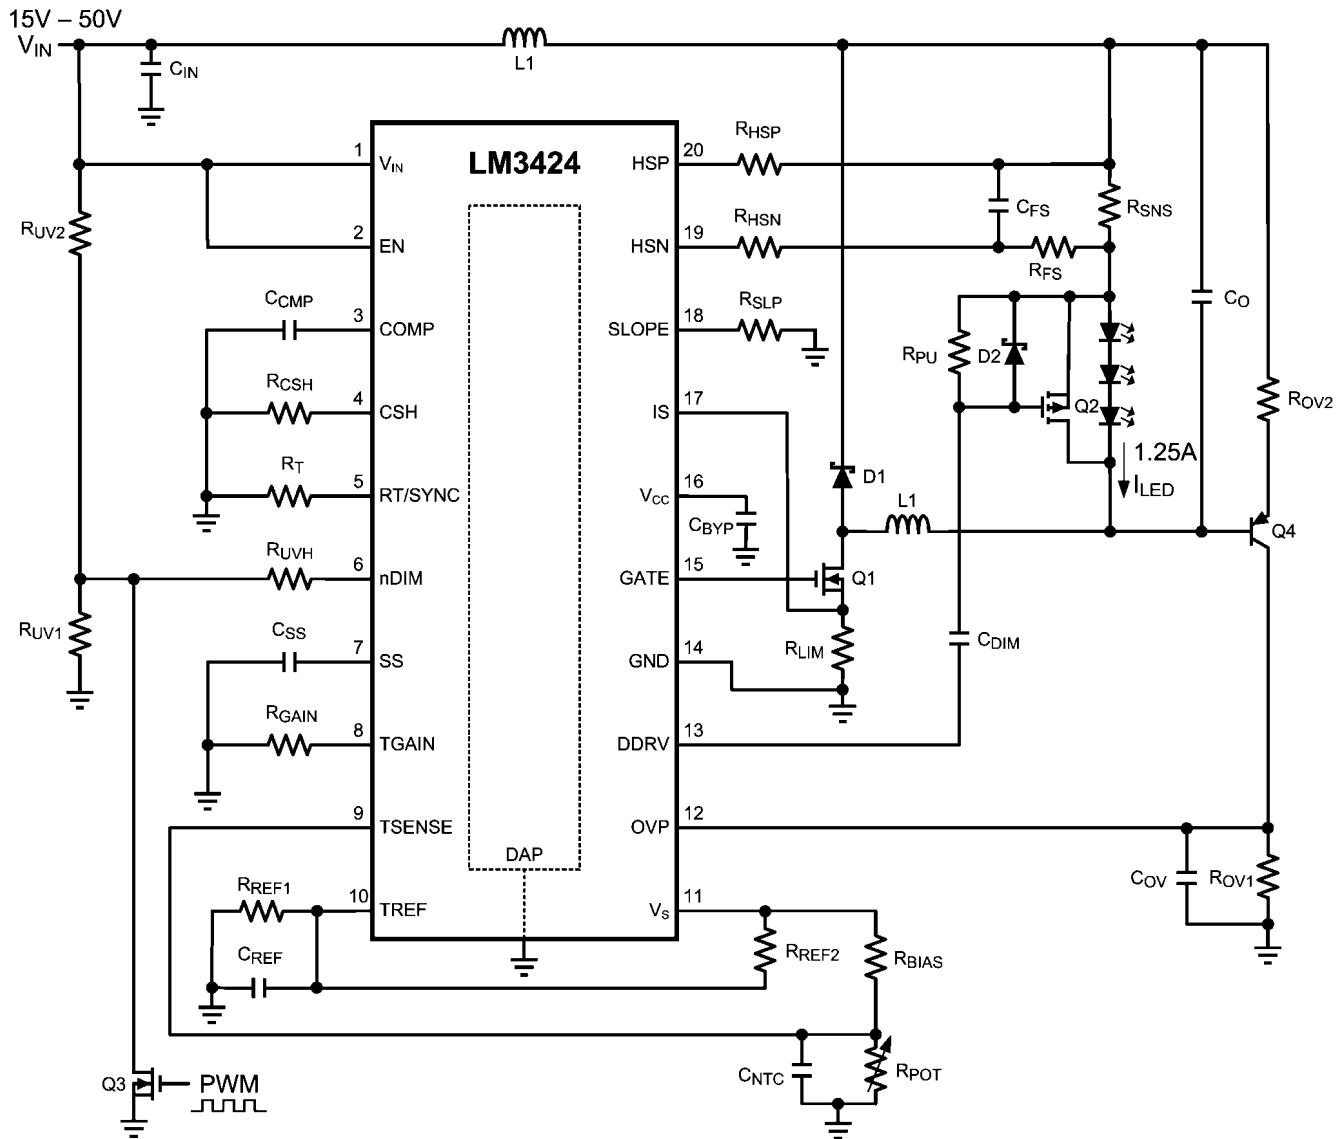 15V – 50V
VIN
CIN
L1
LM3424
1
VIN
2
EN
3
COMP
4
CSH
5
RT/SYNC
6
nDIM
7
SS
8
TGAIN
9
TSENSE
10
TREF
20
HSP
19
HSN
18
SLOPE
17
IS
16
VCC
15
GATE
14
GND
13
DDRV
12
OVP
11
VS
DAP
RUV2
CCMP
RCSH
RT
RUVH
RUV1
CSS
RGAIN
RREF1
CREF
Q3
PWM
RHSP
RHSN
RSLP
CFS
RSNS
RFS
RPU
D2
Q2
CO
ROV2
1.25A
ILED
D1
L1
Q4
CBYP
Q1
RLIM
CDIM
COV
ROV1
RREF2
RBIAS
CNTC
RPOT